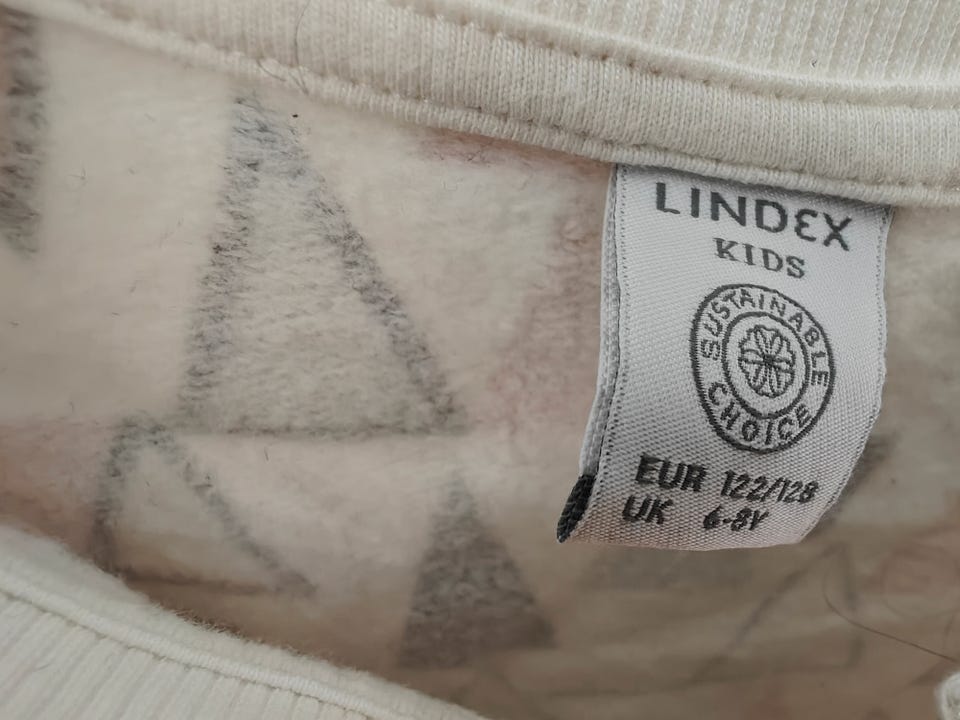 LINDEX
KIDS
SUSTAINABLE
CHOICE
EUR 122/128
UK 6-8Y